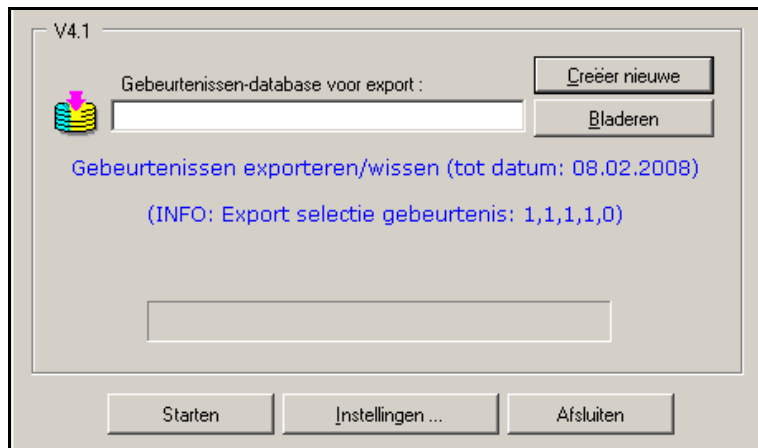 V4.1
Gebeurtenissen-database voor export :
Creëer nieuwe
Bladeren
Gebeurtenissen exporteren/wissen (tot datum: 08.02.2008)
(INFO: Export selectie gebeurtenis: 1,1,1,1,0)
Starten
Instellingen ...
Afsluiten